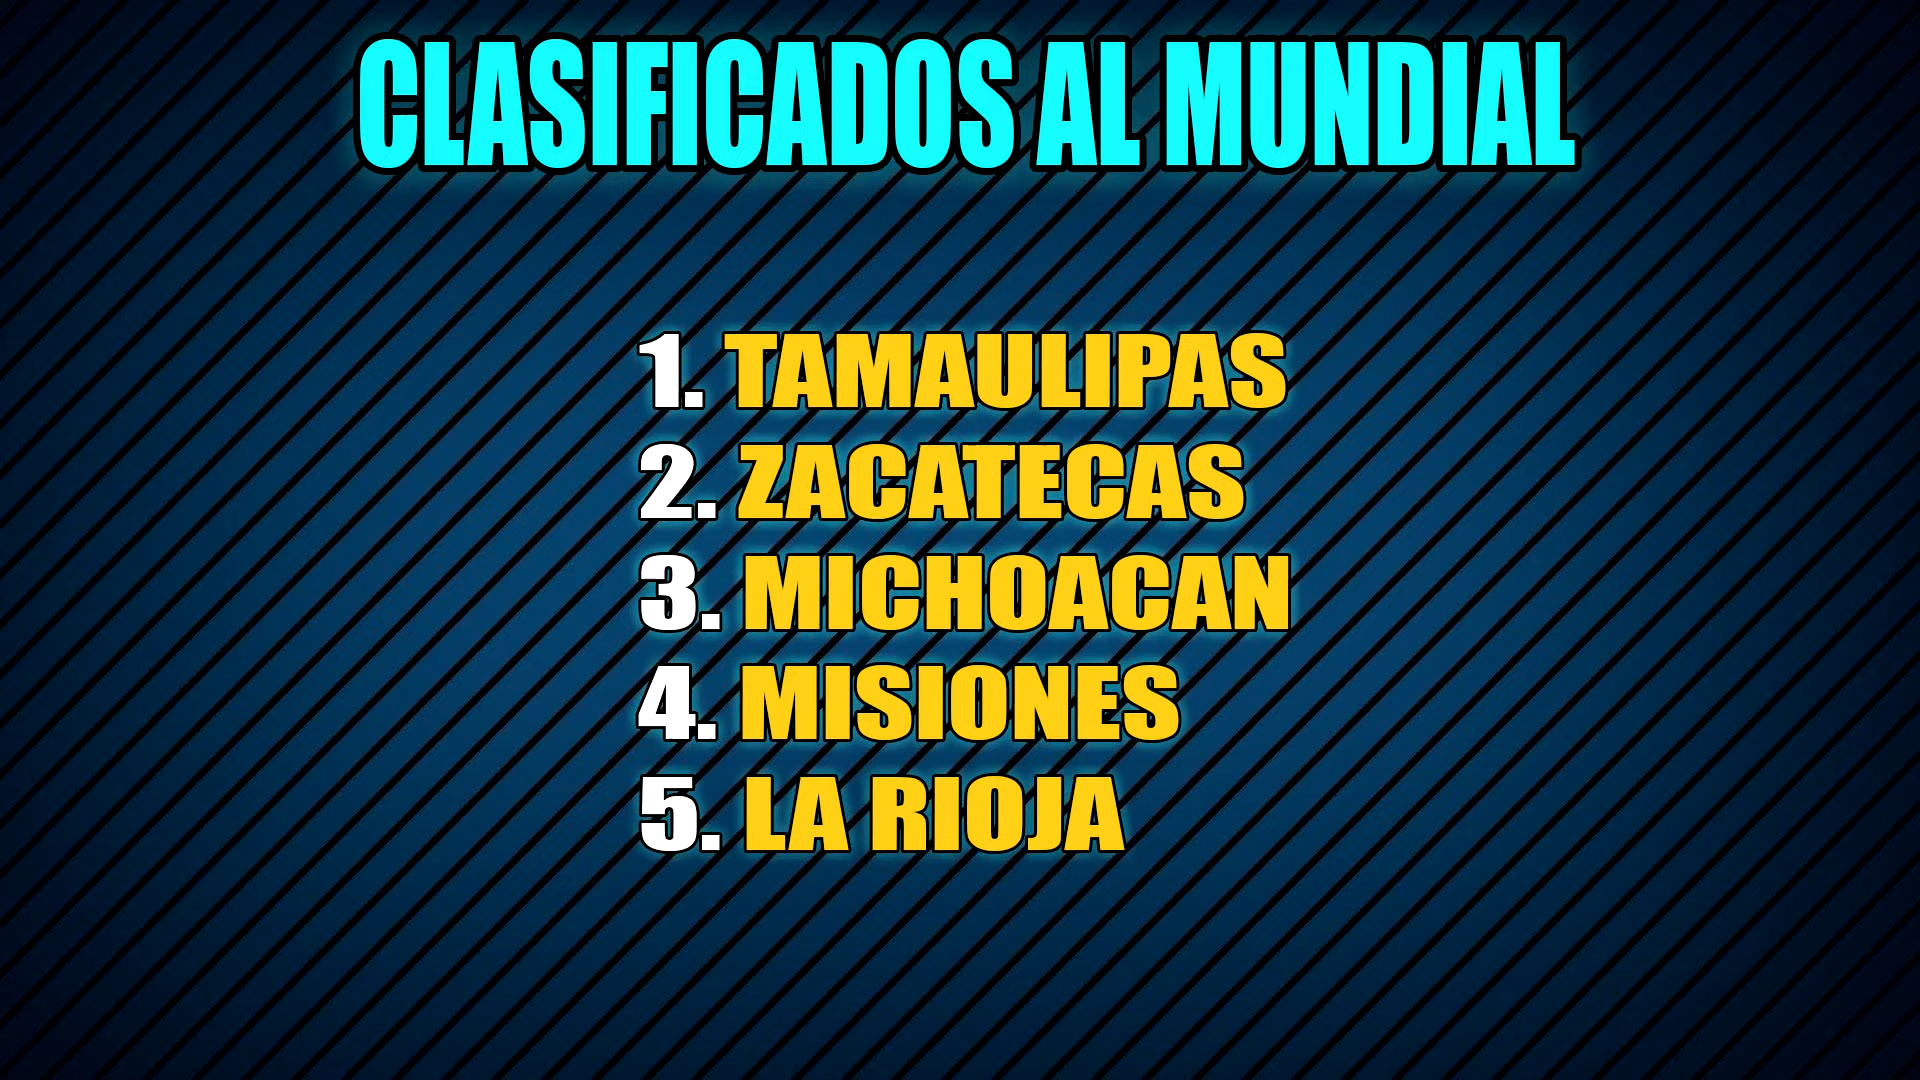 CLASIFICADOS AL MUNDIAL
1. TAMAULIPAS
2. ZACATECAS
3. MICHOACAN
4. MISIONES
5. LA RIOJA